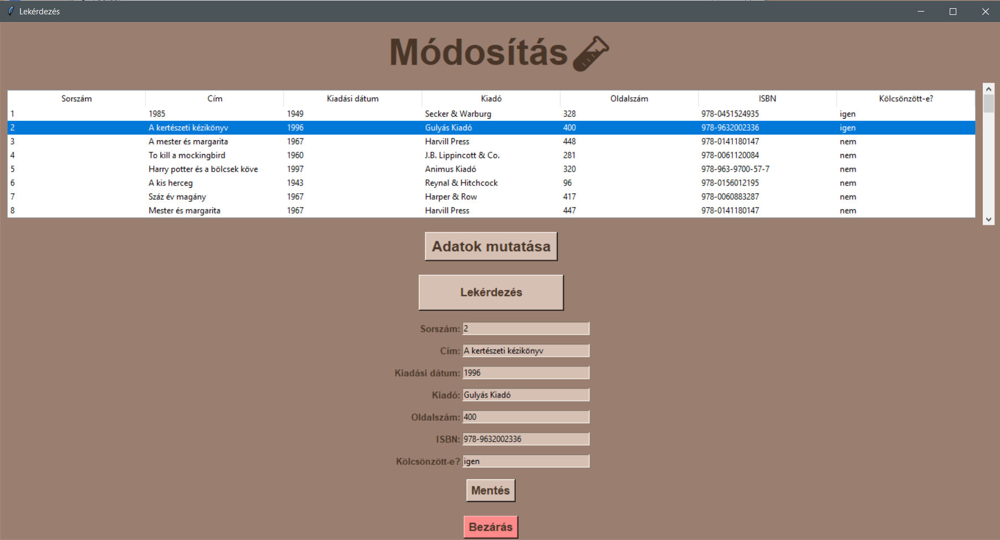 Lekérdezés
Módosítás
Sorszám Cím Kiadási dátum Kiadó Oldalszám ISBN Kölcsönzött-e?
1 1985 1949 Secker & Warburg 328 978-0451524935 igen
2 A kertészeti kézikönyv 1996 Gulyás Kiadó 400 978-9632002336 igen
3 A mester és margarita 1967 Harvill Press 448 978-0141180147 nem
4 To kill a mockingbird 1960 J.B. Lippincott & Co. 281 978-0061120084 nem
5 Harry potter és a bölcsek köve 1997 Animus Kiadó 320 978-963-9700-57-7 nem
6 A kis herceg 1943 Reynal & Hitchcock 96 978-0156012195 nem
7 Száz év magány 1967 Harper & Row 417 978-0060883287 nem
8 Mester és margarita 1967 Harvill Press 447 978-0141180147 nem
Adatok mutatása
Lekérdezés
Sorszám: 2
Cím: A kertészeti kézikönyv
Kiadási dátum: 1996
Kiadó: Gulyás Kiadó
Oldalszám: 400
ISBN: 978-9632002336
Kölcsönzött-e? igen
Mentés
Bezárás